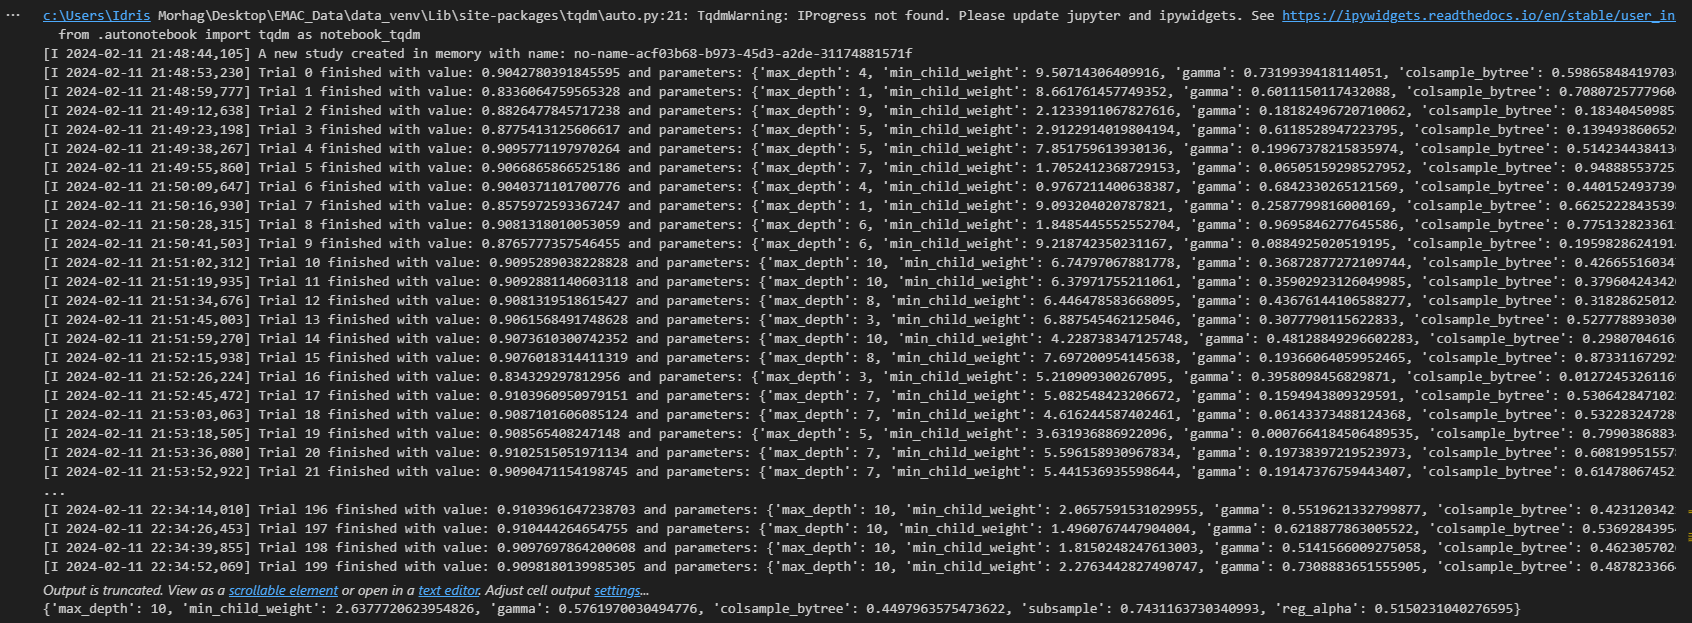 ... c:\Users\Idris Morhag\Desktop\EMAC_Data\data_venv\Lib\site-packages\tqdm\auto.py:21: TqdmWarning: IProgress not found. Please update jupyter and ipywidgets. See https://ipywidgets.readthedocs.io/en/stable/user_in
from .autonotebook import tqdm as notebook_tqdm
[I 2024-02-11 21:48:44,105] A new study created in memory with name: no-name-acf03b68-b973-45d3-a2de-31174881571f
[I 2024-02-11 21:48:53,230] Trial 0 finished with value: 0.9042780391845595 and parameters: {'max_depth': 4, 'min_child_weight': 9.50714306409916, 'gamma': 0.7319939418114051, 'colsample_bytree': 0.5986584841970366
[I 2024-02-11 21:48:59,777] Trial 1 finished with value: 0.8336064759565328 and parameters: {'max_depth': 1, 'min_child_weight': 8.661761457749352, 'gamma': 0.6011150117432088, 'colsample_bytree': 0.7080725777960
[I 2024-02-11 21:49:12,638] Trial 2 finished with value: 0.8826477845717238 and parameters: {'max_depth': 9, 'min_child_weight': 2.1233911067827616, 'gamma': 0.18182496720710062, 'colsample_bytree': 0.18340450985
[I 2024-02-11 21:49:23,198] Trial 3 finished with value: 0.8775413125606617 and parameters: {'max_depth': 5, 'min_child_weight': 2.9122914019804194, 'gamma': 0.6118528947223795, 'colsample_bytree': 0.139493860652
[I 2024-02-11 21:49:38,267] Trial 4 finished with value: 0.9095771197970264 and parameters: {'max_depth': 5, 'min_child_weight': 7.851759613930136, 'gamma': 0.19967378215835974, 'colsample_bytree': 0.514234438413
[I 2024-02-11 21:49:55,860] Trial 5 finished with value: 0.9066865866525186 and parameters: {'max_depth': 7, 'min_child_weight': 1.7052412368729153, 'gamma': 0.06505159298527952, 'colsample_bytree': 0.94888553725
[I 2024-02-11 21:50:09,647] Trial 6 finished with value: 0.9040371101700776 and parameters: {'max_depth': 4, 'min_child_weight': 0.9767211400638387, 'gamma': 0.6842330265121569, 'colsample_bytree': 0.440152493739
[I 2024-02-11 21:50:16,930] Trial 7 finished with value: 0.8575972593367247 and parameters: {'max_depth': 1, 'min_child_weight': 9.093204020787821, 'gamma': 0.2587799816000169, 'colsample_bytree': 0.662522284353
[I 2024-02-11 21:50:28,315] Trial 8 finished with value: 0.9081318010053059 and parameters: {'max_depth': 6, 'min_child_weight': 1.8485445552552704, 'gamma': 0.9695846277645586, 'colsample_bytree': 0.77513282336
[I 2024-02-11 21:50:41,503] Trial 9 finished with value: 0.8765777357546455 and parameters: {'max_depth': 6, 'min_child_weight': 9.218742350231167, 'gamma': 0.0884925020519195, 'colsample_bytree': 0.195982862419
[I 2024-02-11 21:51:02,312] Trial 10 finished with value: 0.9095289038228828 and parameters: {'max_depth': 10, 'min_child_weight': 6.74797067881778, 'gamma': 0.36872877272109744, 'colsample_bytree': 0.42665516034
[I 2024-02-11 21:51:19,935] Trial 11 finished with value: 0.9092881140603118 and parameters: {'max_depth': 10, 'min_child_weight': 6.37971755211061, 'gamma': 0.35902923126049985, 'colsample_bytree': 0.37960424342
[I 2024-02-11 21:51:34,676] Trial 12 finished with value: 0.9081319518615427 and parameters: {'max_depth': 8, 'min_child_weight': 6.446478583668095, 'gamma': 0.43676144106588277, 'colsample_bytree': 0.31828625012
[I 2024-02-11 21:51:45,003] Trial 13 finished with value: 0.9061568491748628 and parameters: {'max_depth': 3, 'min_child_weight': 6.887545462125046, 'gamma': 0.3077790115622833, 'colsample_bytree': 0.527778893030
[I 2024-02-11 21:51:59,270] Trial 14 finished with value: 0.9073610300742352 and parameters: {'max_depth': 10, 'min_child_weight': 4.228738347125748, 'gamma': 0.48128849296602283, 'colsample_bytree': 0.2980704616
[I 2024-02-11 21:52:15,938] Trial 15 finished with value: 0.9076018314411319 and parameters: {'max_depth': 8, 'min_child_weight': 7.697200954145638, 'gamma': 0.19366064059952465, 'colsample_bytree': 0.87331167292
[I 2024-02-11 21:52:26,224] Trial 16 finished with value: 0.834329297812956 and parameters: {'max_depth': 3, 'min_child_weight': 5.210909300267095, 'gamma': 0.3958098456829871, 'colsample_bytree': 0.012724532611
[I 2024-02-11 21:52:45,472] Trial 17 finished with value: 0.9103960950979151 and parameters: {'max_depth': 7, 'min_child_weight': 5.082548423206672, 'gamma': 0.1594943809329591, 'colsample_bytree': 0.530642847102
[I 2024-02-11 21:53:03,063] Trial 18 finished with value: 0.9087101606085124 and parameters: {'max_depth': 7, 'min_child_weight': 4.616244587402461, 'gamma': 0.06143373488124368, 'colsample_bytree': 0.53228324728
[I 2024-02-11 21:53:18,505] Trial 19 finished with value: 0.908565408247148 and parameters: {'max_depth': 5, 'min_child_weight': 3.631936886922096, 'gamma': 0.0007664184506489535, 'colsample_bytree': 0.7990386883
[I 2024-02-11 21:53:36,080] Trial 20 finished with value: 0.9102515051971134 and parameters: {'max_depth': 7, 'min_child_weight': 5.596158930967834, 'gamma': 0.19738397219523973, 'colsample_bytree': 0.60819951557
[I 2024-02-11 21:53:52,922] Trial 21 finished with value: 0.9090471154198745 and parameters: {'max_depth': 7, 'min_child_weight': 5.441536935598644, 'gamma': 0.19147376759443407, 'colsample_bytree': 0.61478067452
...
[I 2024-02-11 22:34:14,010] Trial 196 finished with value: 0.9103961647238703 and parameters: {'max_depth': 10, 'min_child_weight': 2.0657591531029955, 'gamma': 0.5519621332799877, 'colsample_bytree': 0.42312034
[I 2024-02-11 22:34:26,453] Trial 197 finished with value: 0.910444264654755 and parameters: {'max_depth': 10, 'min_child_weight': 1.4960767447904004, 'gamma': 0.6218877863005522, 'colsample_bytree': 0.5369284395
[I 2024-02-11 22:34:39,855] Trial 198 finished with value: 0.9097697864200608 and parameters: {'max_depth': 10, 'min_child_weight': 1.8150248247613003, 'gamma': 0.5141566009275058, 'colsample_bytree': 0.46230570
[I 2024-02-11 22:34:52,069] Trial 199 finished with value: 0.9098180139985305 and parameters: {'max_depth': 10, 'min_child_weight': 2.2763442827490747, 'gamma': 0.7308883651555905, 'colsample_bytree': 0.487823366
Output is truncated. View as a scrollable element or open in a text editor. Adjust cell output settings...
{'max_depth': 10, 'min_child_weight': 2.6377720623954826, 'gamma': 0.5761970030494776, 'colsample_bytree': 0.4497963575473622, 'subsample': 0.7431163730340993, 'reg_alpha': 0.5150231040276595}